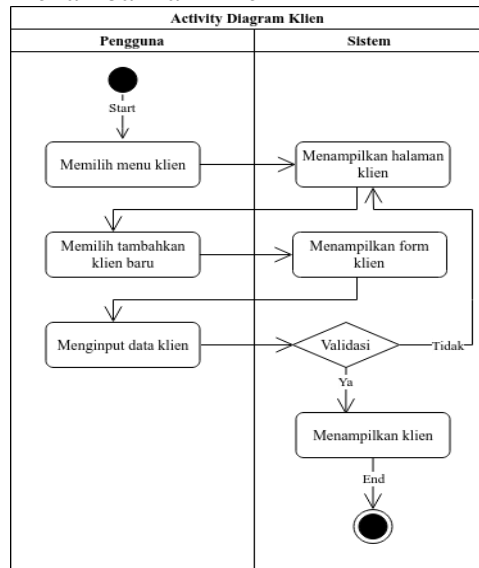 Activity Diagram Klien
Pengguna
Sistem
Start
Memilih menu klien
Menampilkan halaman
klien
Memilih tambahkan
klien baru
Menampilkan form
klien
Menginput data klien
Validasi
Tidak
Ya
Menampilkan klien
End